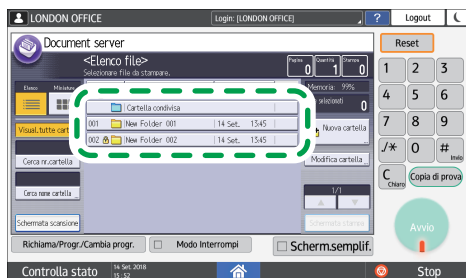 LONDON OFFICE
Login: [LONDON OFFICE]
?
Logout
Document server
Reset
<Elenco file>
Selezionare file da stampare.
Pagina Quantità Stampa
0 1 0
Elenco Miniature
Memoria: 99%
selezionati 0
Visual.tutte cart
Cartella condivisa
001 New Folder 001 14 Set. 13:45
002 New Folder 002 14 Set. 13:45
Nuova cartella
Cerca nr.cartella
Modifica cartella
Cerca nome cartella
1/1
Schermata scansione
Schermata stampa
Richiama/Progr./Cambia progr.
Modo Interrompi
Scherm.semplif.
1 2 3
4 5 6
7 8 9
./* 0 #
Invio
C
Chiaro
Copia di prova
Avvio
Controlla stato
14 Set. 2018
15:52
Stop